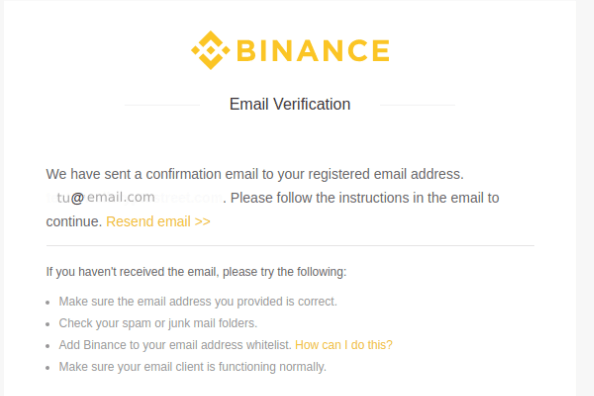 BINANCE
Email Verification
We have sent a confirmation email to your registered email address.
tu@email.com . Please follow the instructions in the email to
continue. Resend email >>
If you haven't received the email, please try the following:
• Make sure the email address you provided is correct.
• Check your spam or junk mail folders.
• Add Binance to your email address whitelist. How can I do this?
• Make sure your email client is functioning normally.